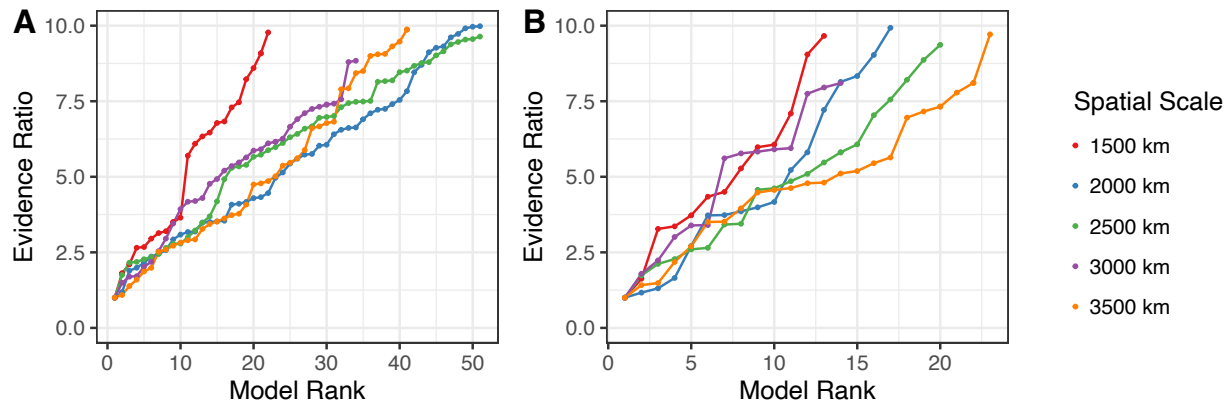 A
Evidence Ratio
10.0
7.5
5.0
2.5
0.0
0 10 20 30 40 50
Model Rank
B
Evidence Ratio
10.0
7.5
5.0
2.5
0.0
0 5 10 15 20
Model Rank
Spatial Scale
1500 km
2000 km
2500 km
3000 km
3500 km